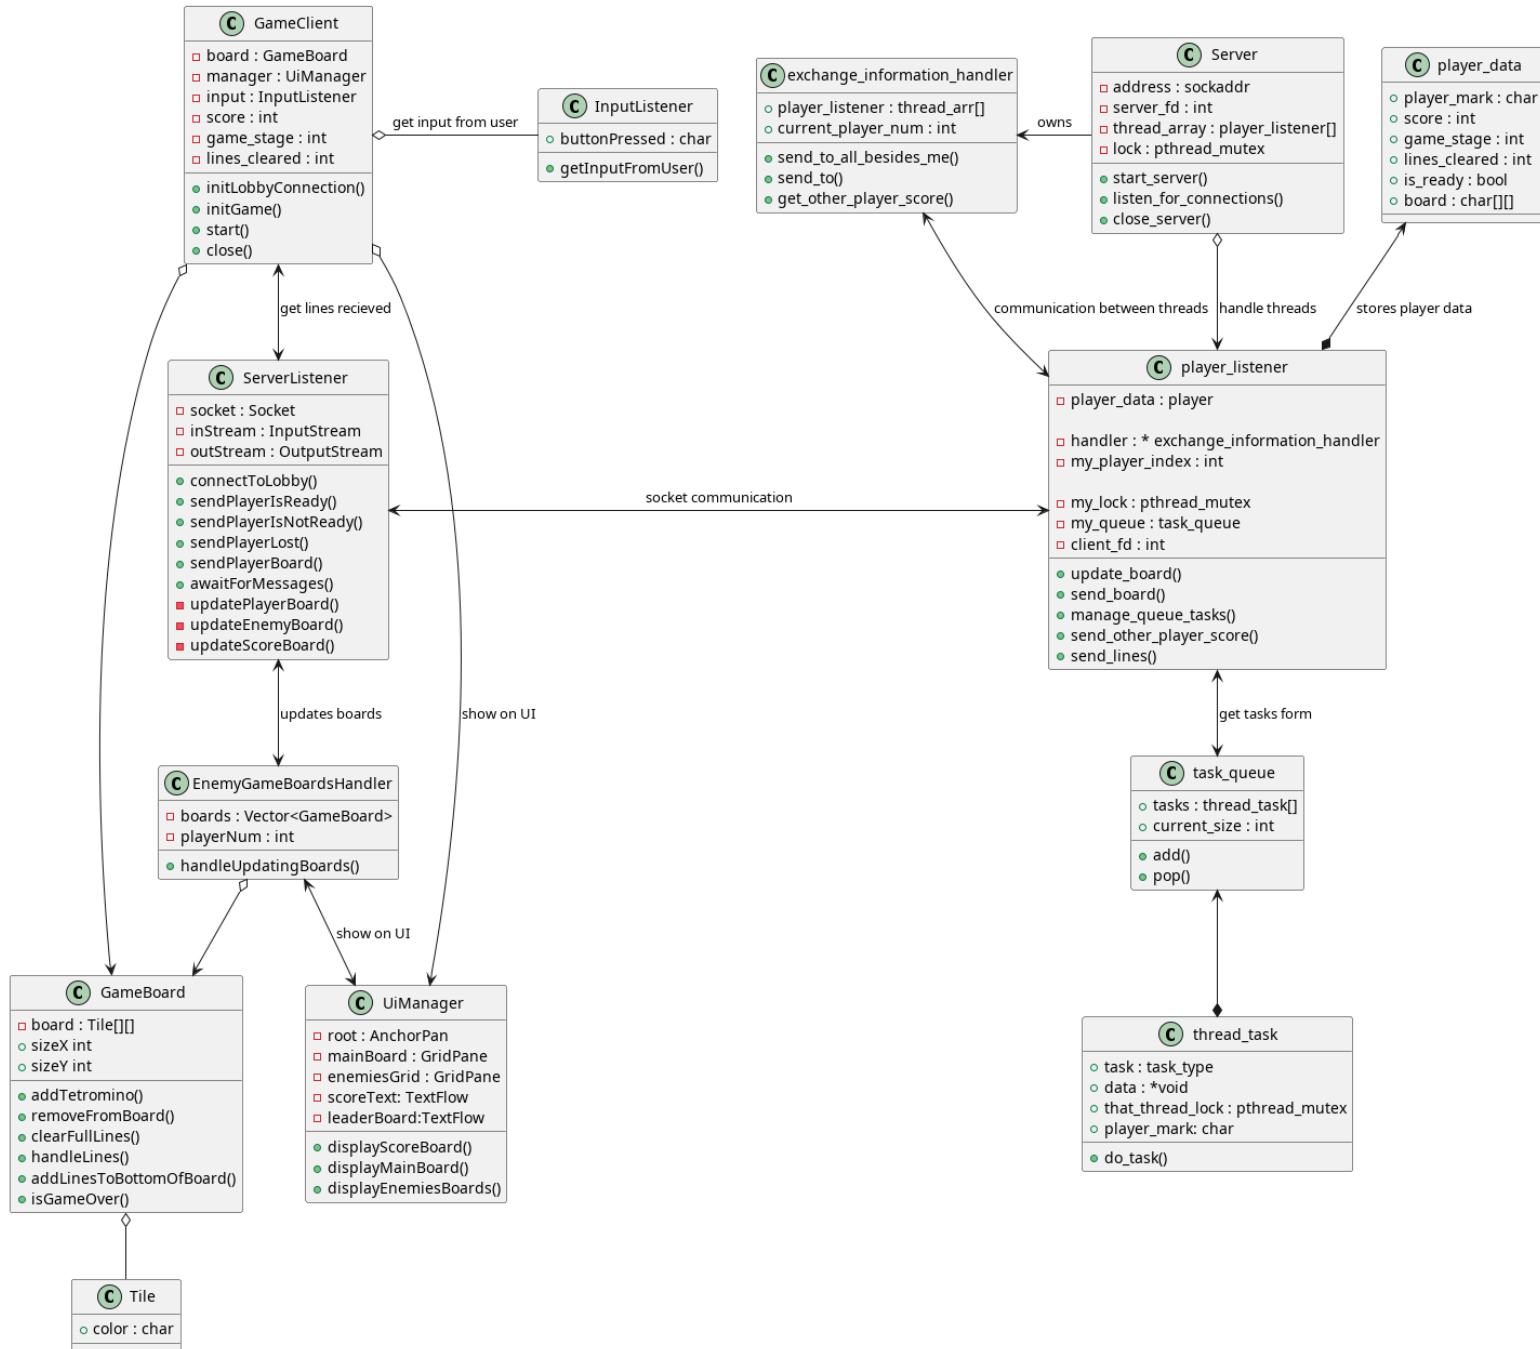 C GameClient
board : GameBoard
manager : UiManager
input : InputListener
score : int
game_stage : int
lines_cleared : int
initLobbyConnection()
initGame()
start()
close()
get input from user
C InputListener
buttonPressed : char
getInputFromUser()
C exchange_information_handler
player_listener : thread_arr[]
current_player_num : int
send_to_all_besides_me()
send_to()
get_other_player_score()
owns
C Server
address : sockaddr
server_fd : int
thread_array : player_listener[]
lock : pthread_mutex
start_server()
listen_for_connections()
close_server()
C player_data
player_mark : char
score : int
game_stage : int
lines_cleared : int
is_ready : bool
board : char[][]
get lines recieved
communication between threads
handle threads
stores player data
C ServerListener
socket : Socket
inStream : InputStream
outStream : OutputStream
connectToLobby()
sendPlayerIsReady()
sendPlayerIsNotReady()
sendPlayerLost()
sendPlayerBoard()
awaitForMessages()
updatePlayerBoard()
updateEnemyBoard()
updateScoreBoard()
socket communication
C player_listener
player_data : player
handler : * exchange_information_handler
my_player_index : int
my_lock : pthread_mutex
my_queue : task_queue
client_fd : int
update_board()
send_board()
manage_queue_tasks()
send_other_player_score()
send_lines()
updates boards
show on UI
get tasks form
C EnemyGameBoardsHandler
boards : Vector<GameBoard>
playerNum : int
handleUpdatingBoards()
C task_queue
tasks : thread_task[]
current_size : int
add()
pop()
show on UI
C GameBoard
board : Tile[][]
sizeX int
sizeY int
addTetromino()
removeFromBoard()
clearFullLines()
handleLines()
addLinesToBottomOfBoard()
isGameOver()
C UiManager
root : AnchorPan
mainBoard : GridPane
enemiesGrid : GridPane
scoreText: TextFlow
leaderBoard:TextFlow
displayScoreBoard()
displayMainBoard()
displayEnemiesBoards()
C thread_task
task : task_type
data : *void
that_thread_lock : pthread_mutex
player_mark: char
do_task()
C Tile
color : char